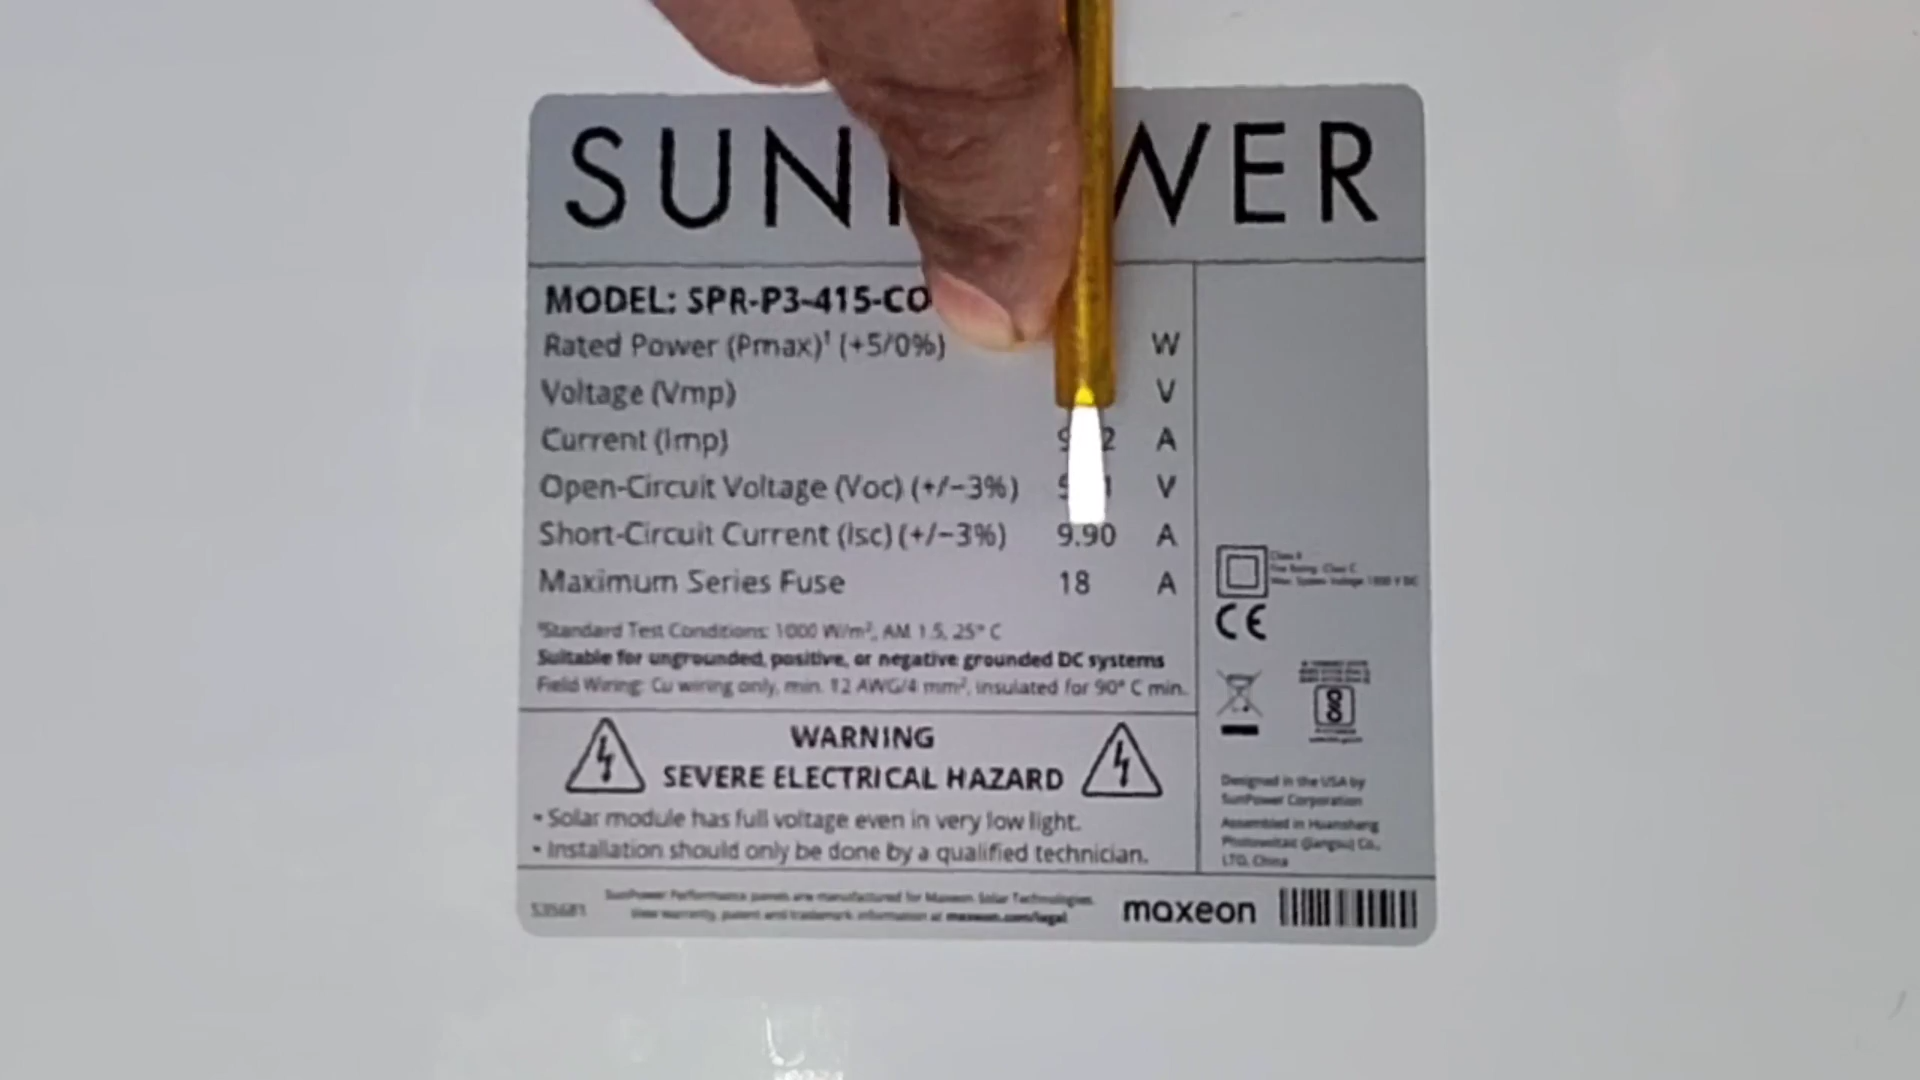 SUN WER
MODEL: SPR-P3-415-CO
Rated Power (Pmax)¹ (+5/0%) W
Voltage (Vmp) V
Current (Imp) A
Open-Circuit Voltage (Voc) (+/−3%) V
Short-Circuit Current (Isc) (+/−3%) 9.90 A
Maximum Series Fuse 18 A
¹Standard Test Conditions: 1000 W/m², AM 1.5, 25° C
Suitable for ungrounded, positive, or negative grounded DC systems
Field Wiring: Cu wiring only, min. 12 AWG/4 mm², insulated for 90° C min.
WARNING
SEVERE ELECTRICAL HAZARD
• Solar module has full voltage even in very low light.
• Installation should only be done by a qualified technician.
SunPower Performance panels are manufactured for Maxeon Solar Technologies.
View warranty, patent and trademark information at maxeon.com/legal
maxeon
CE
Designed in the USA by
SunPower Corporation
Assembled in Huansheng
Photovoltaic (Jiangsu) Co.,
LTD, China